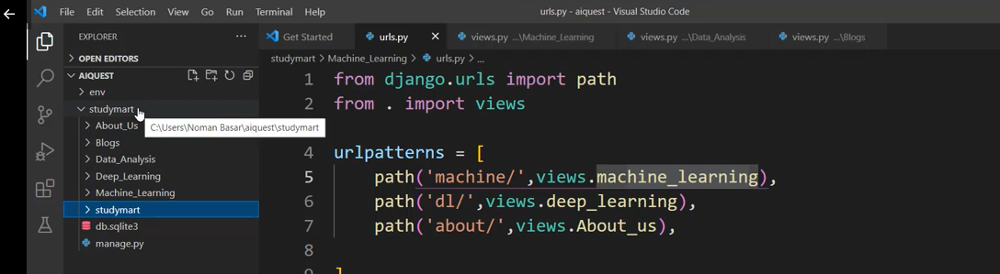 File Edit Selection View Go Run Terminal Help urls.py - aiquest - Visual Studio Code
EXPLORER ... Get Started urls.py views.py ...\Machine_Learning views.py ...\Data_Analysis views.py ...\Blogs
OPEN EDITORS
studymart > Machine_Learning > urls.py > ...
AIQUEST
env
studymart
C:\Users\Noman Basar\aiquest\studymart
About_Us
Blogs
Data_Analysis
Deep_Learning
Machine_Learning
studymart
db.sqlite3
manage.py
1 from django.urls import path
2 from . import views
4 urlpatterns = [
5 path('machine/',views.machine_learning),
6 path('dl/',views.deep_learning),
7 path('about/',views.About_us),
8